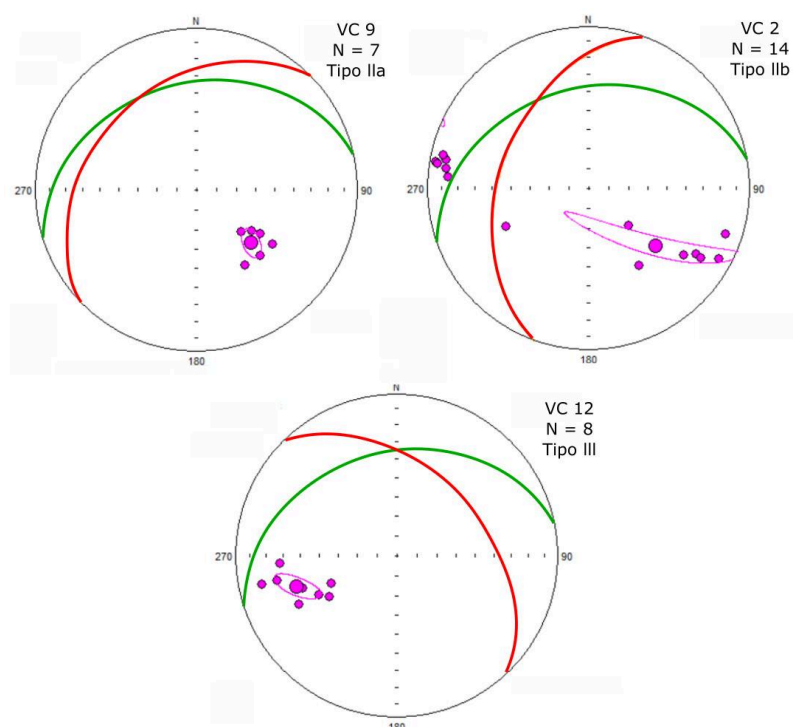 N
VC 9
N = 7
Tipo IIa
270
90
180
N
VC 2
N = 14
Tipo IIb
270
90
180
N
VC 12
N = 8
Tipo III
270
90
180